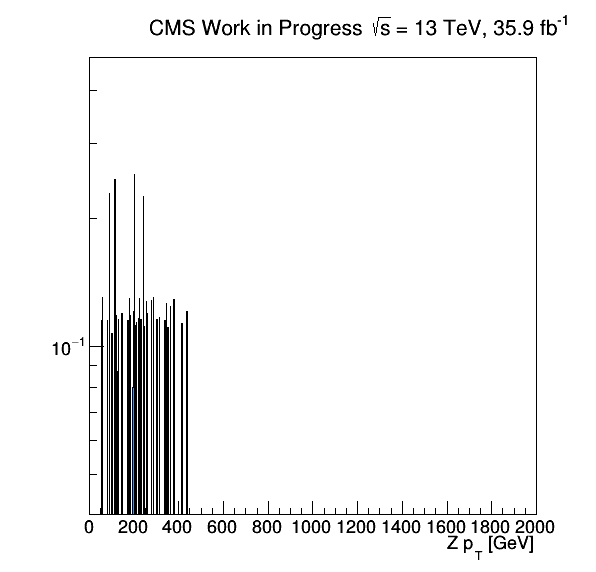 CMS Work in Progress √s = 13 TeV, 35.9 fb⁻¹
10⁻¹
0 200 400 600 800 1000 1200 1400 1600 1800 2000
Z p_T [GeV]